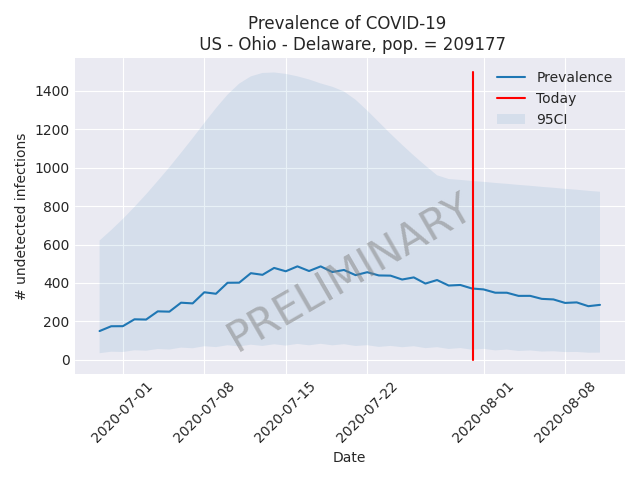 Prevalence of COVID-19
US - Ohio - Delaware, pop. = 209177
# undetected infections
1400
1200
1000
800
600
400
200
0
Prevalence
Today
95CI
PRELIMINARY
2020-07-01
2020-07-08
2020-07-15
2020-07-22
2020-08-01
2020-08-08
Date